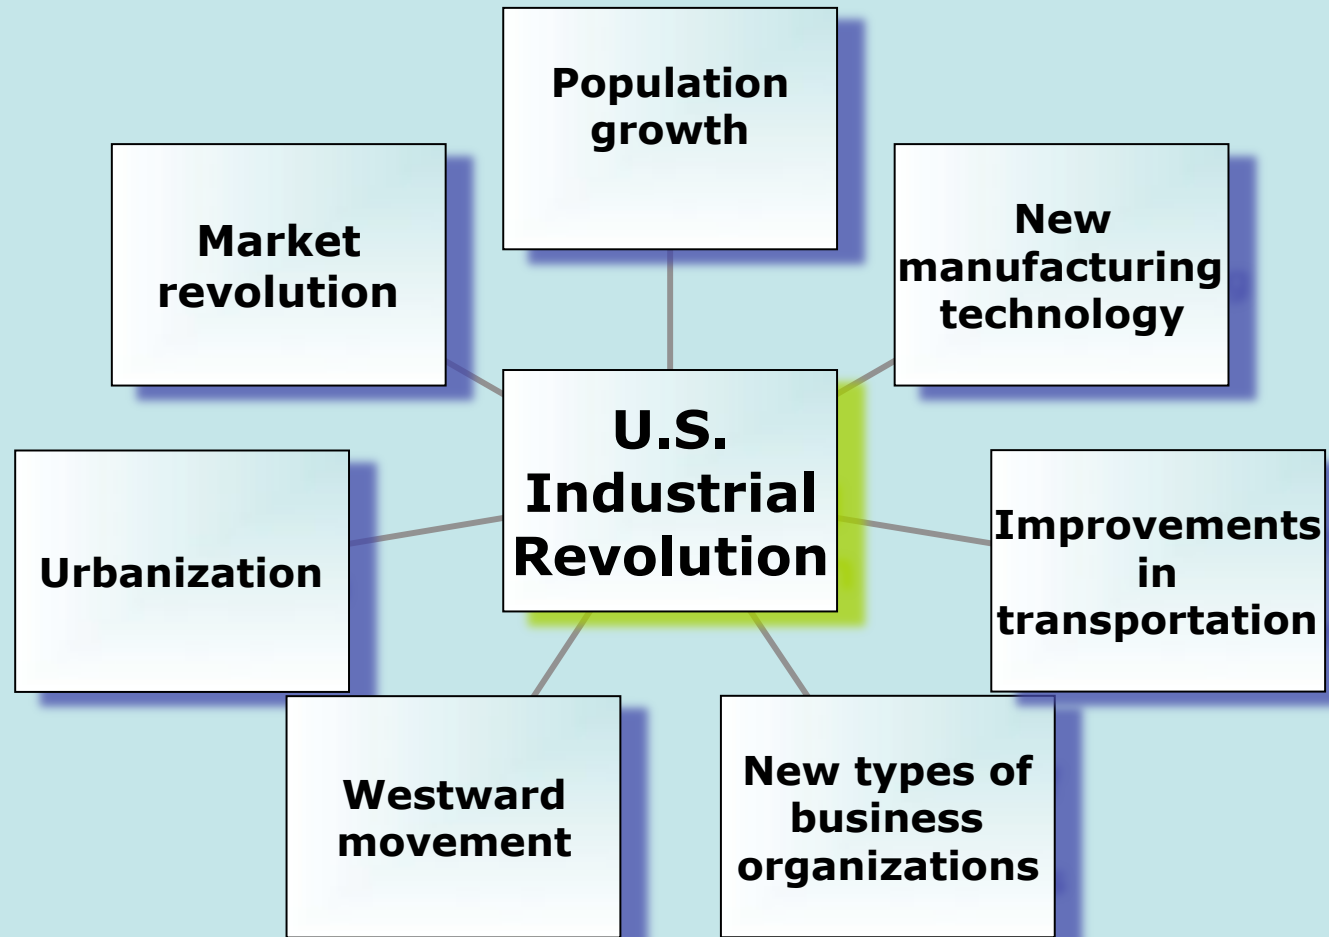 Population
growth
New
manufacturing
technology
Market
revolution
U.S.
Industrial
Revolution
Improvements
in
transportation
Urbanization
New types of
business
organizations
Westward
movement